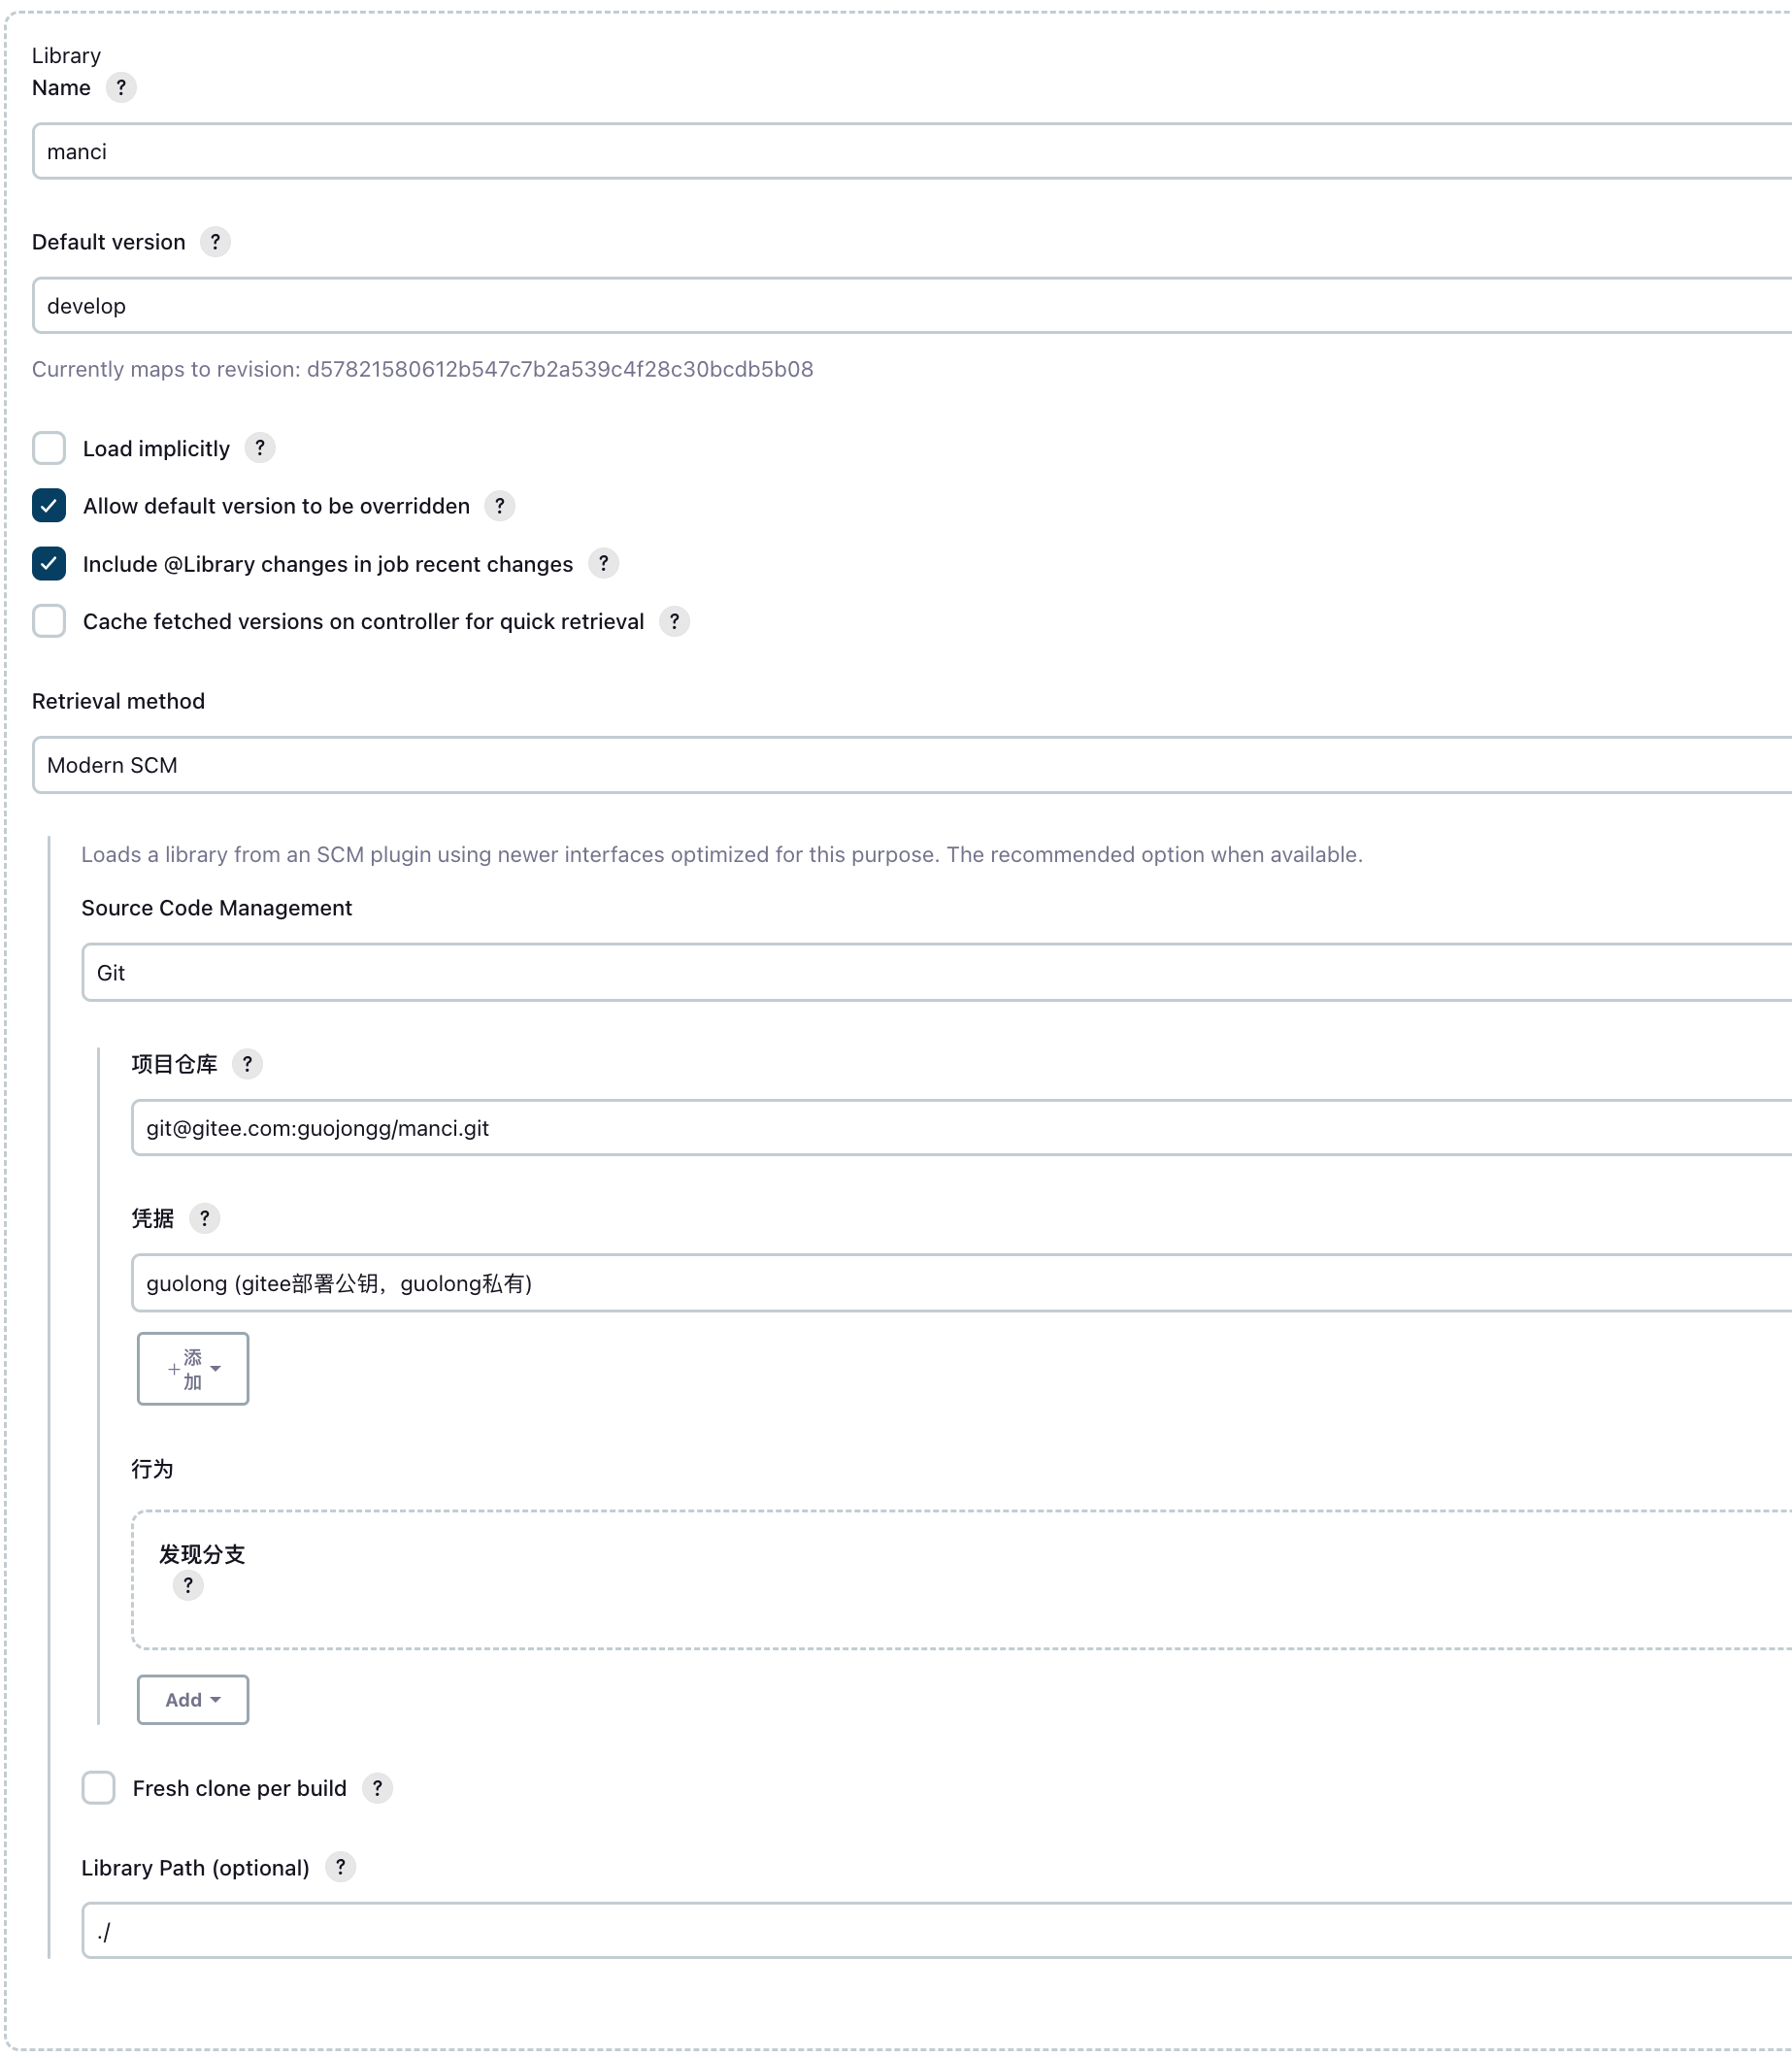 Library
Name ?
manci
Default version ?
develop
Currently maps to revision: d57821580612b547c7b2a539c4f28c30bcdb5b08
Load implicitly ?
Allow default version to be overridden ?
Include @Library changes in job recent changes ?
Cache fetched versions on controller for quick retrieval ?
Retrieval method
Modern SCM
Loads a library from an SCM plugin using newer interfaces optimized for this purpose. The recommended option when available.
Source Code Management
Git
项目仓库 ?
git@gitee.com:guojongg/manci.git
凭据 ?
guolong (gitee部署公钥，guolong私有)
+添
加
行为
发现分支
?
Add
Fresh clone per build ?
Library Path (optional) ?
./